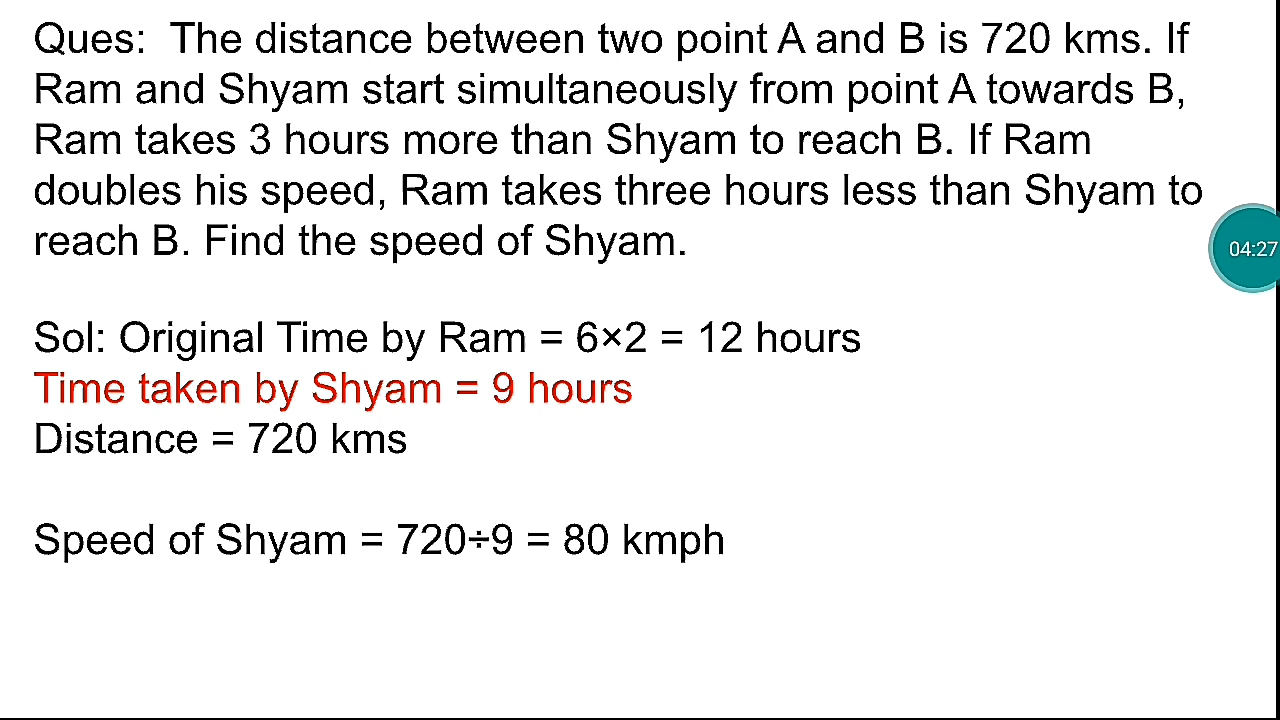 Ques:  The distance between two point A and B is 720 kms. If
Ram and Shyam start simultaneously from point A towards B,
Ram takes 3 hours more than Shyam to reach B. If Ram
doubles his speed, Ram takes three hours less than Shyam to
reach B. Find the speed of Shyam.
04:27
Sol: Original Time by Ram = 6×2 = 12 hours
Time taken by Shyam = 9 hours
Distance = 720 kms
Speed of Shyam = 720÷9 = 80 kmph